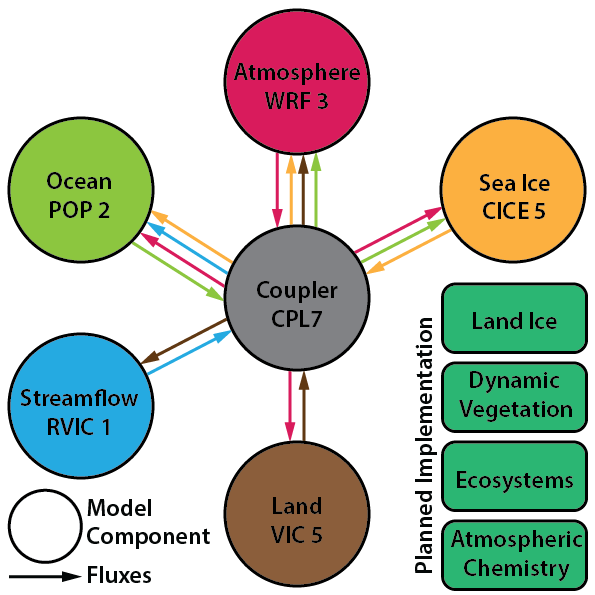 Atmosphere
WRF 3
Ocean
POP 2
Sea Ice
CICE 5
Coupler
CPL7
Streamflow
RVIC 1
Land
VIC 5
Model
Component
Fluxes
Planned Implementation
Land Ice
Dynamic
Vegetation
Ecosystems
Atmospheric
Chemistry